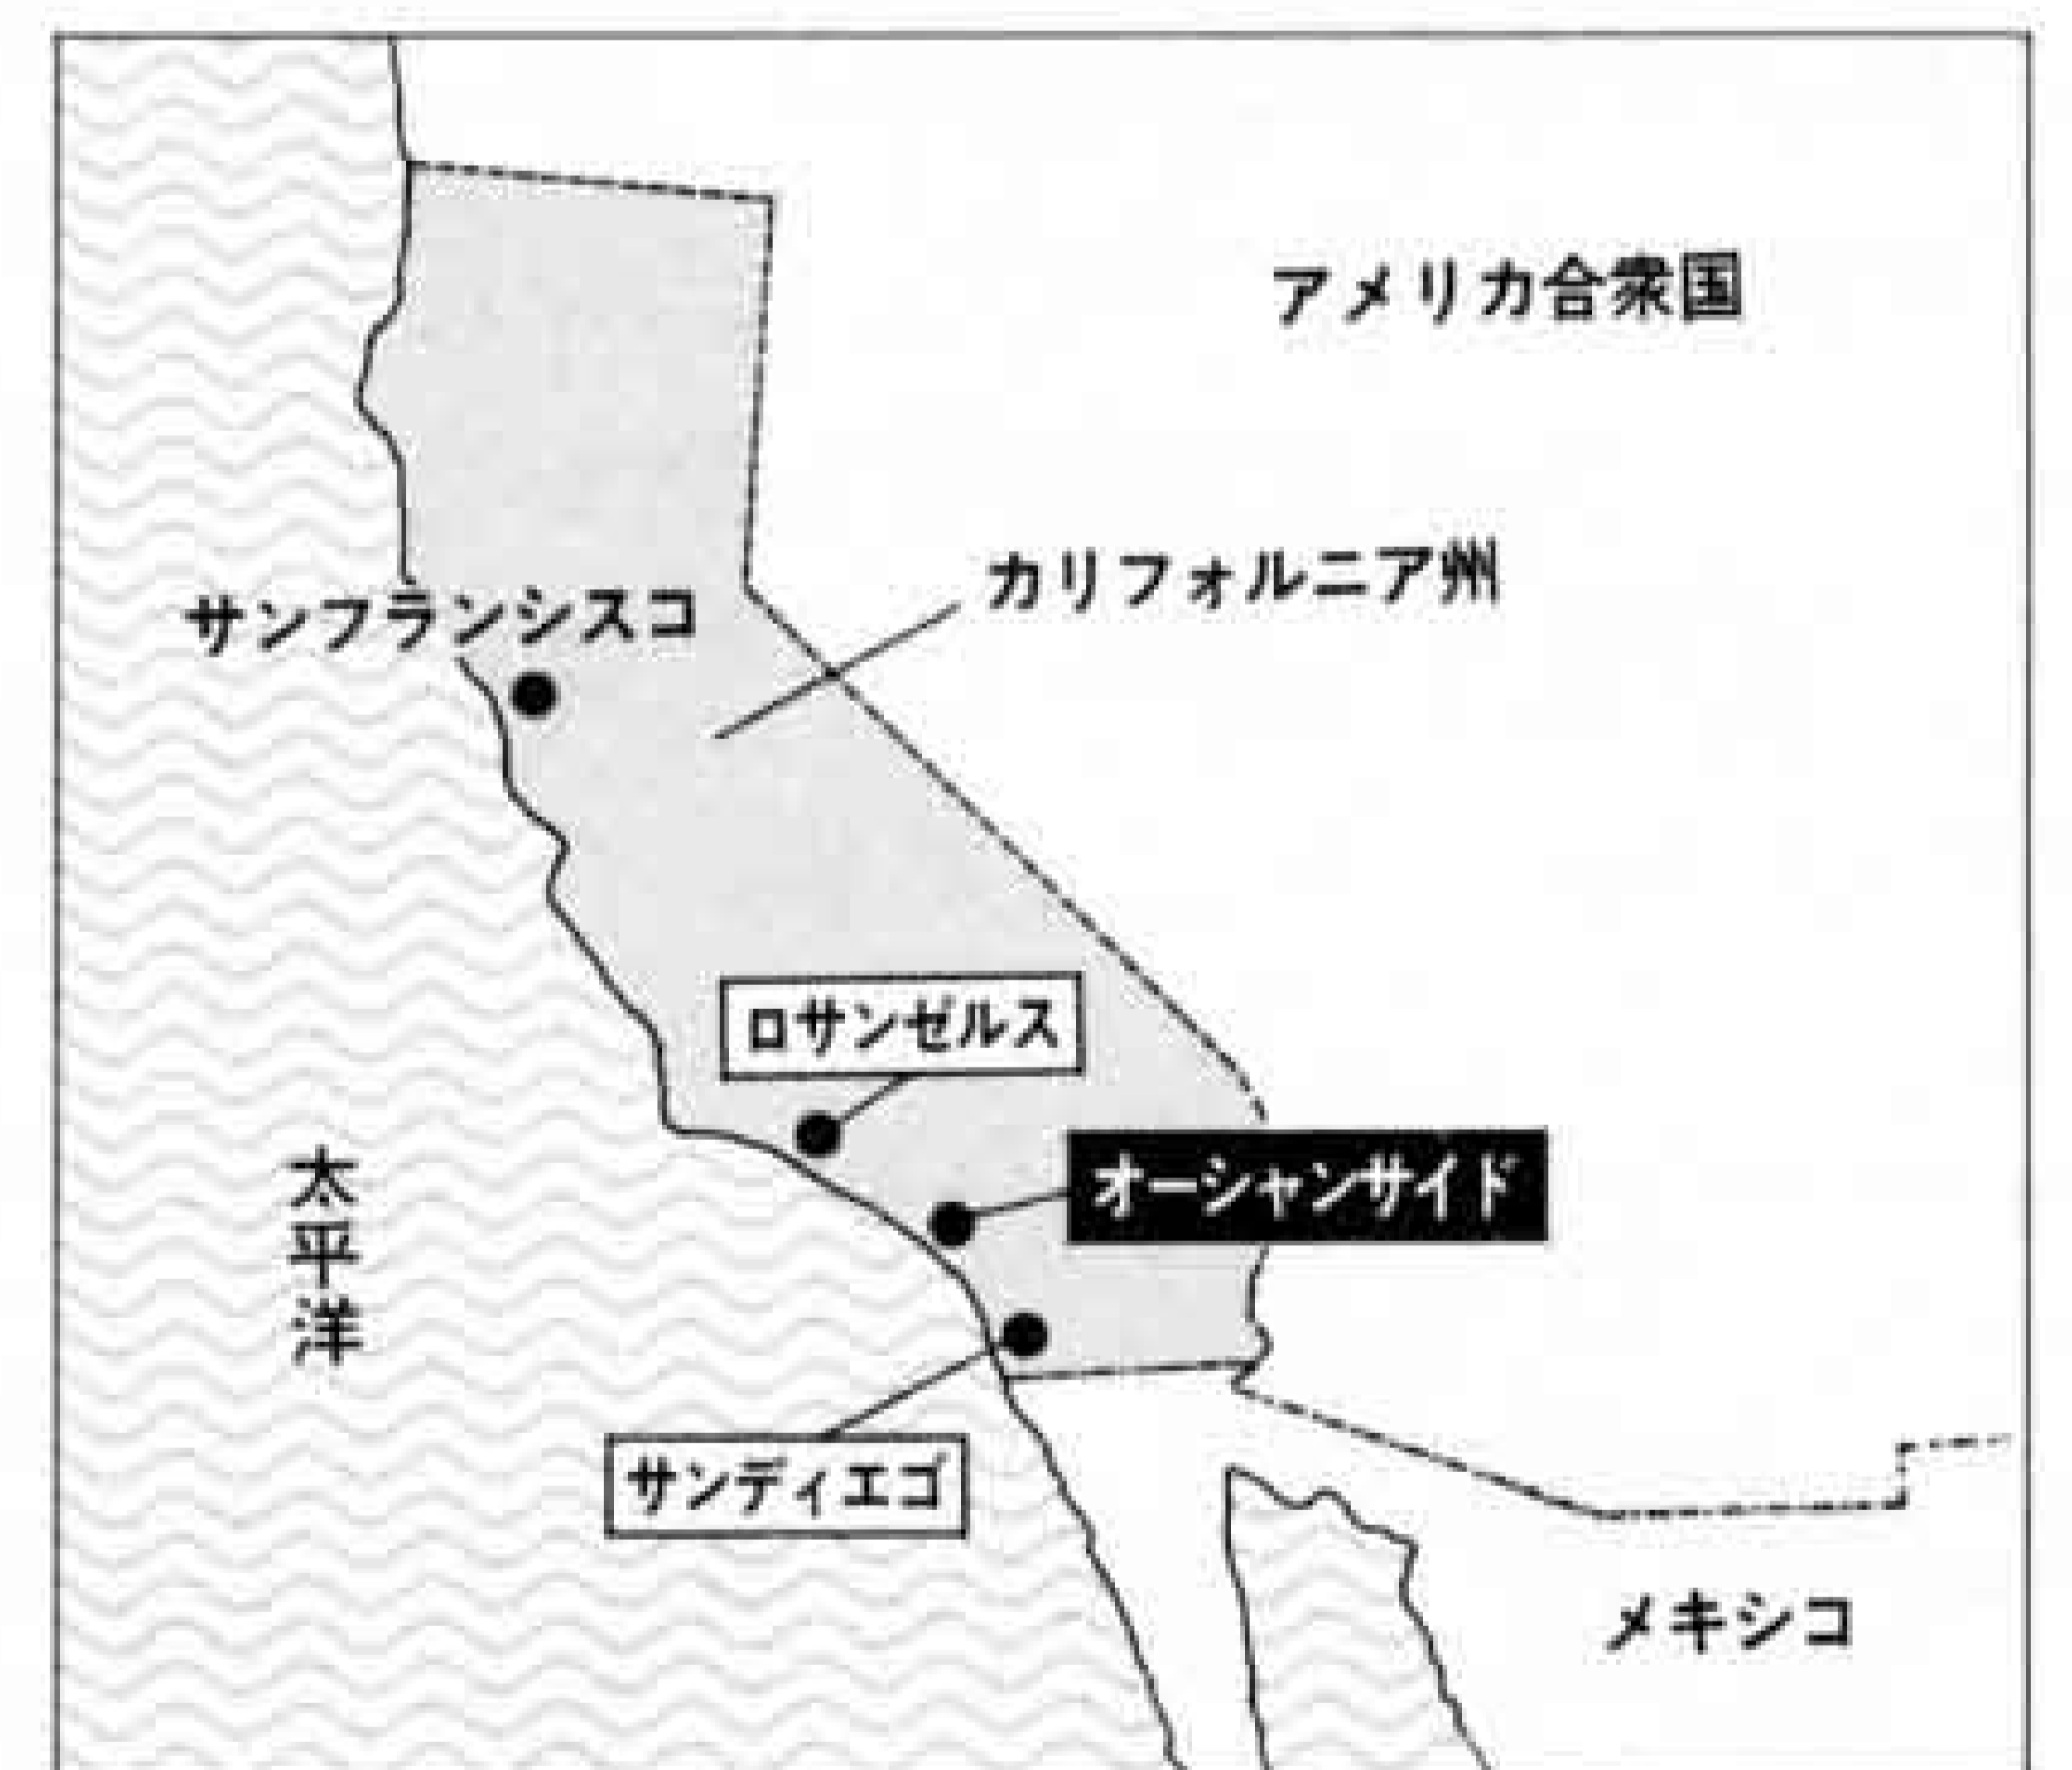 アメリカ合衆国
カリフォルニア州
サンフランシスコ
ロサンゼルス
オーシャンサイド
太平洋
サンディエゴ
メキシコ